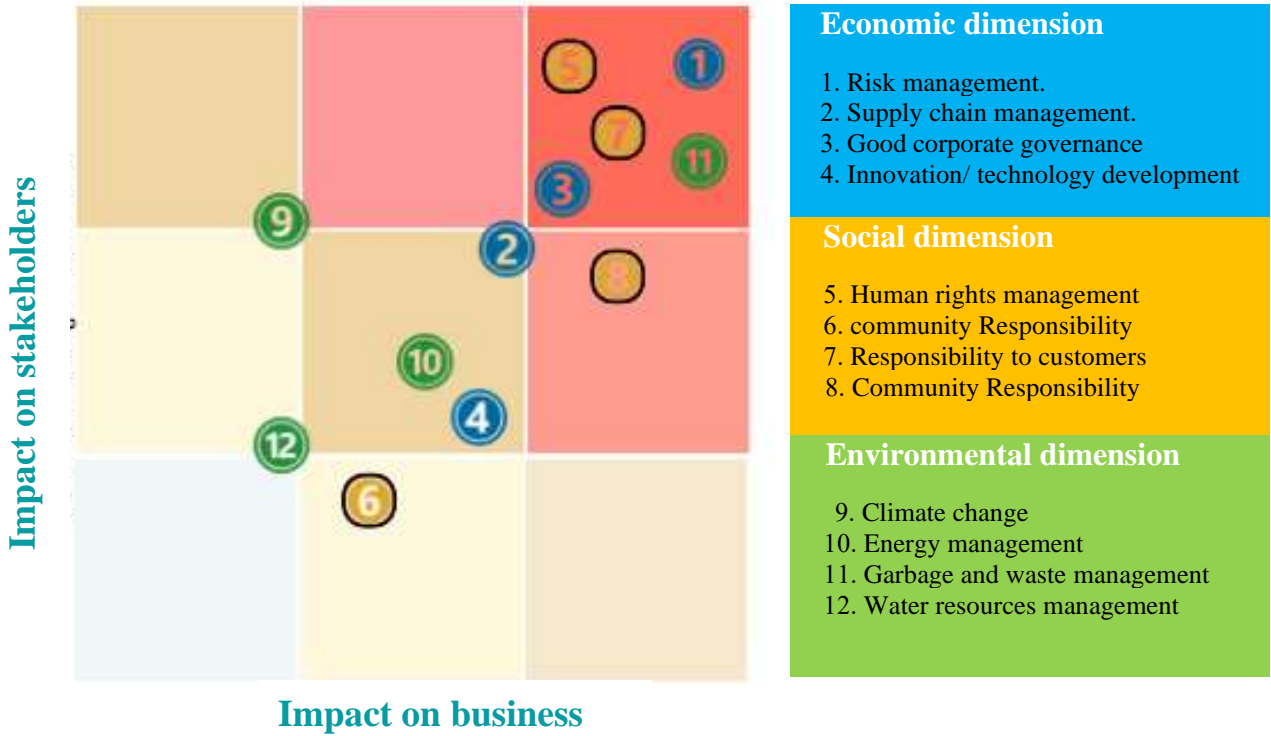 Impact on stakeholders
5
1
7
11
3
9
2
8
10
4
12
6
Impact on business
Economic dimension
1. Risk management.
2. Supply chain management.
3. Good corporate governance
4. Innovation/ technology development
Social dimension
5. Human rights management
6. community Responsibility
7. Responsibility to customers
8. Community Responsibility
Environmental dimension
9. Climate change
10. Energy management
11. Garbage and waste management
12. Water resources management